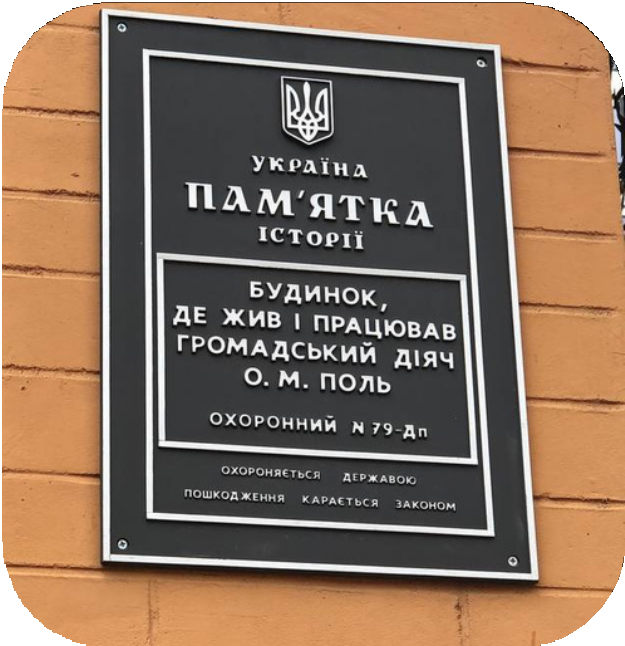 УКРАЇНА
ПАМ'ЯТКА
ІСТОРІЇ
БУДИНОК,
ДЕ ЖИВ І ПРАЦЮВАВ
ГРОМАДСЬКИЙ ДІЯЧ
О. М. ПОЛЬ
ОХОРОННИЙ N 79-Дп
ОХОРОНЯЄТЬСЯ ДЕРЖАВОЮ
ПОШКОДЖЕННЯ КАРАЄТЬСЯ ЗАКОНОМ